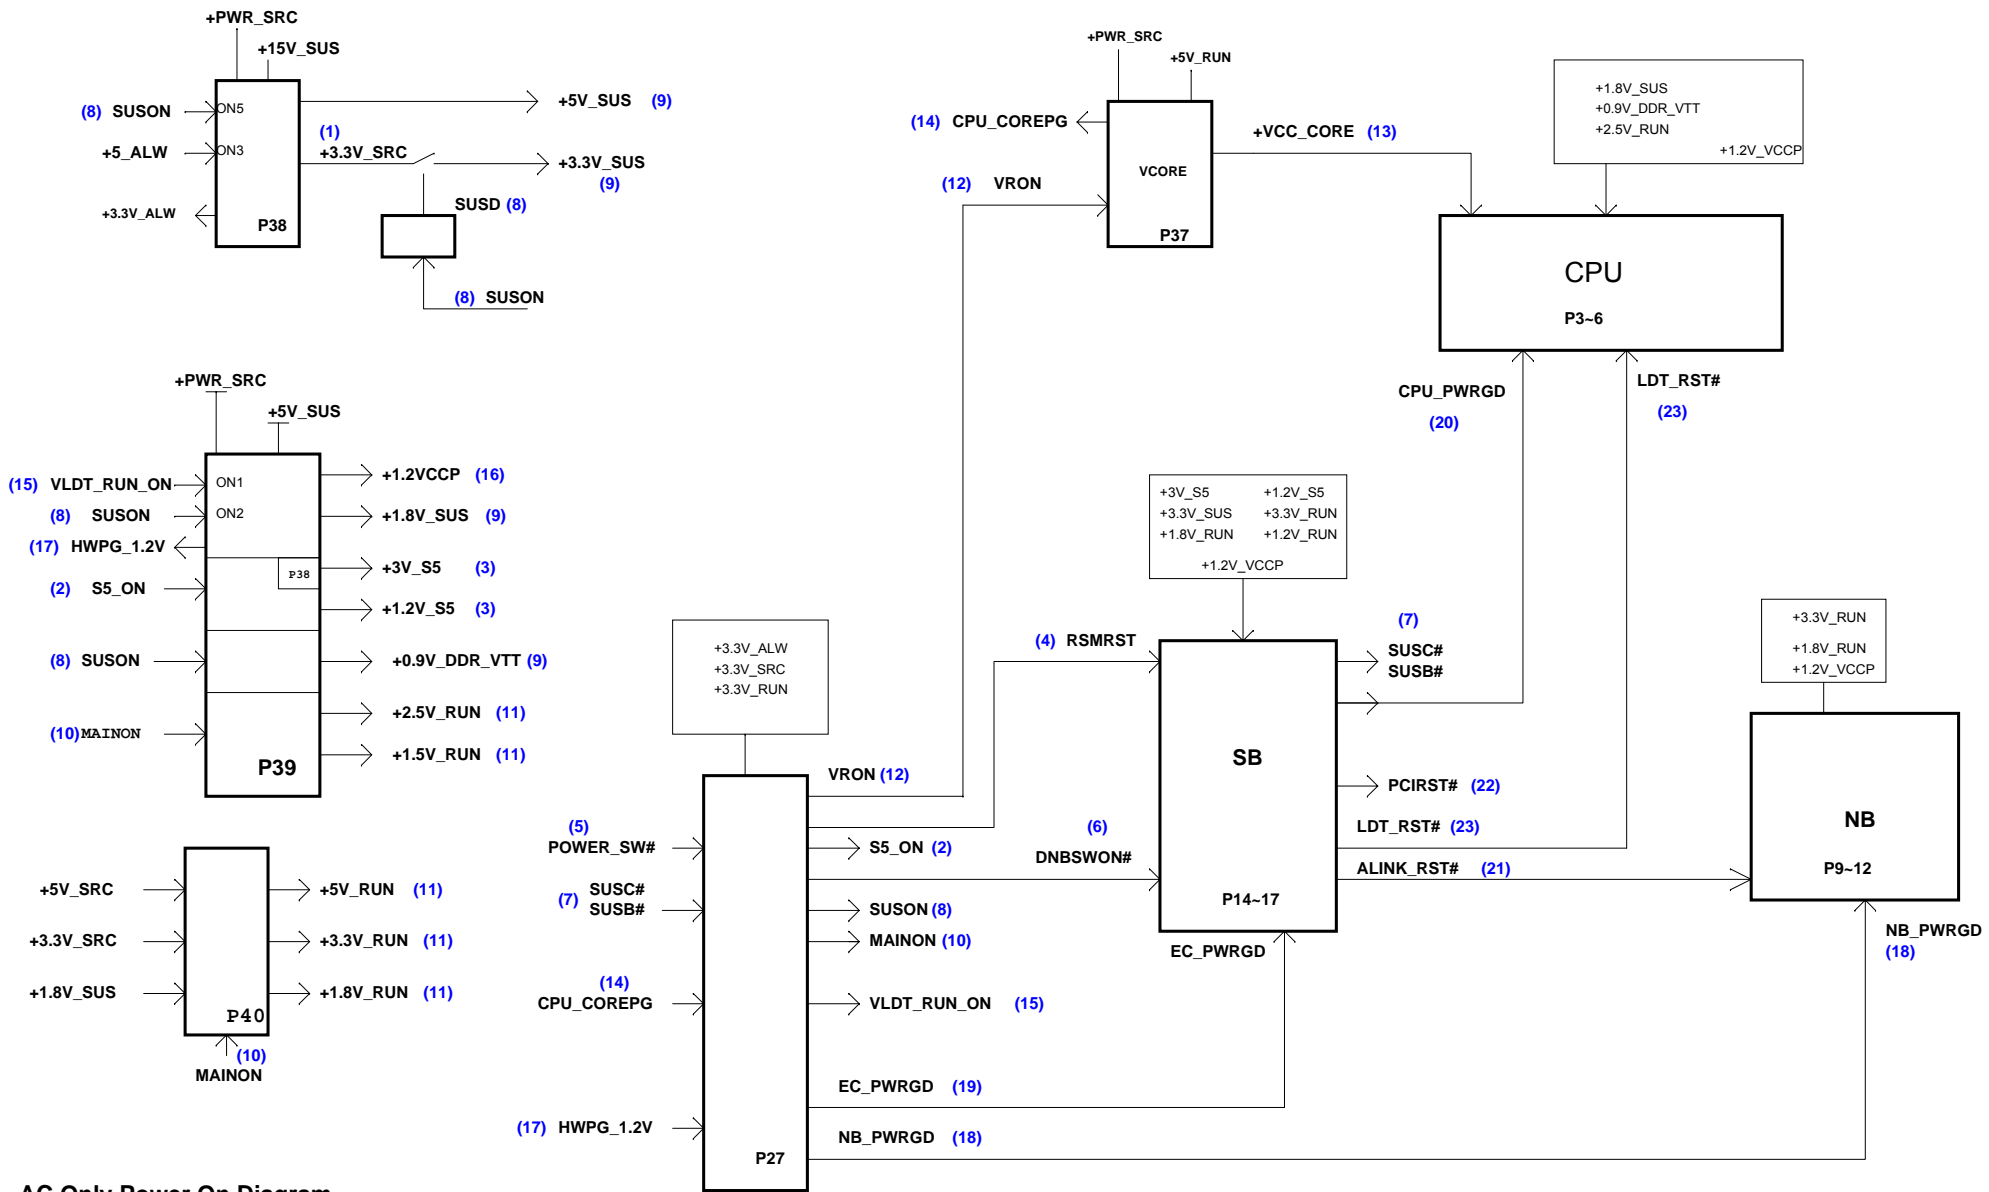 +PWR_SRC
+15V_SUS
(8) SUSON
ON5
+5V_SUS (9)
(1)
+5_ALW
ON3
+3.3V_SRC
+3.3V_SUS
(9)
+3.3V_ALW
P38
SUSD (8)
(8) SUSON
+PWR_SRC
+5V_RUN
(14) CPU_COREPG
+VCC_CORE (13)
VCORE
(12) VRON
P37
+1.8V_SUS
+0.9V_DDR_VTT
+2.5V_RUN
+1.2V_VCCP
CPU
P3~6
CPU_PWRGD
(20)
LDT_RST#
(23)
+PWR_SRC
+5V_SUS
(15) VLDT_RUN_ON
ON1
+1.2VCCP (16)
(8) SUSON
ON2
+1.8V_SUS (9)
(17) HWPG_1.2V
P38
+3V_S5 (3)
(2) S5_ON
+1.2V_S5 (3)
(8) SUSON
+0.9V_DDR_VTT (9)
+2.5V_RUN (11)
(10) MAINON
+1.5V_RUN (11)
P39
+5V_SRC
+5V_RUN (11)
+3.3V_SRC
+3.3V_RUN (11)
+1.8V_SUS
+1.8V_RUN (11)
P40
(10)
MAINON
+3.3V_ALW
+3.3V_SRC
+3.3V_RUN
VRON (12)
(5)
POWER_SW#
S5_ON (2)
(7) SUSC#
SUSB#
SUSON (8)
MAINON (10)
(14)
CPU_COREPG
VLDT_RUN_ON (15)
EC_PWRGD (19)
(17) HWPG_1.2V
NB_PWRGD (18)
P27
+3V_S5 +1.2V_S5
+3.3V_SUS +3.3V_RUN
+1.8V_RUN +1.2V_RUN
+1.2V_VCCP
(4) RSMRST
(7)
SUSC#
SUSB#
SB
PCIRST# (22)
(6)
DNBSWON#
LDT_RST# (23)
ALINK_RST# (21)
P14~17
EC_PWRGD
+3.3V_RUN
+1.8V_RUN
+1.2V_VCCP
NB
P9~12
NB_PWRGD
(18)
AC Only Power On Diagram